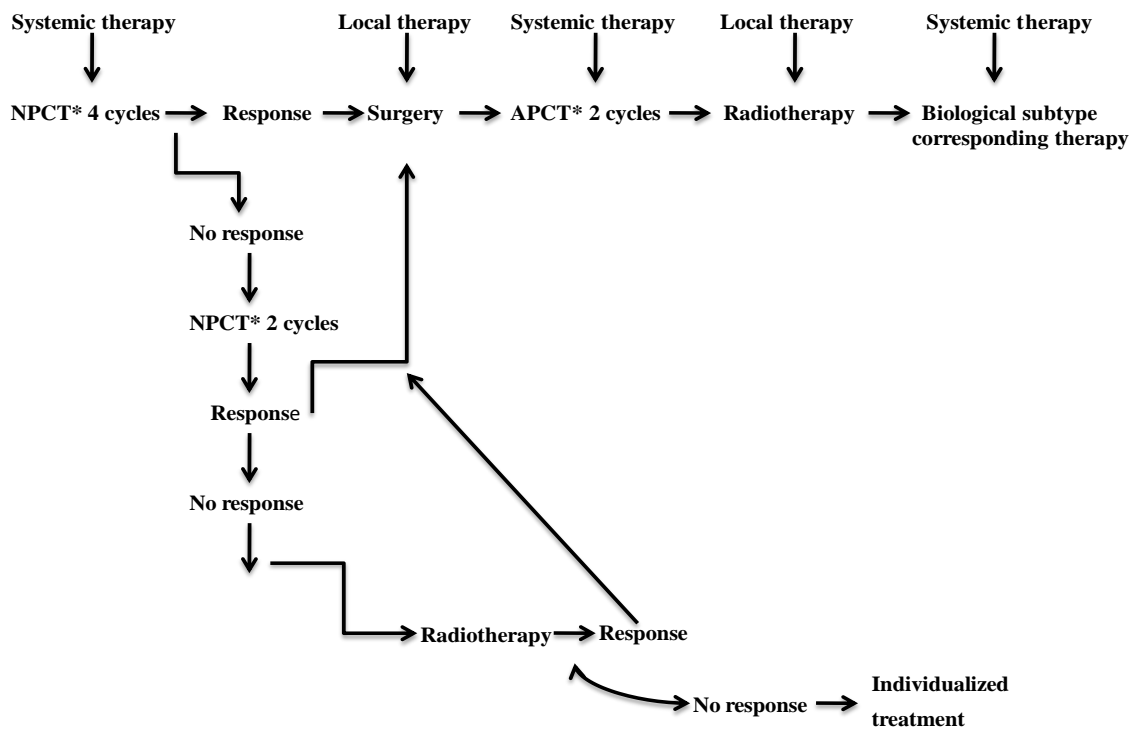 Systemic therapy
Local therapy
Systemic therapy
Local therapy
Systemic therapy
NPCT* 4 cycles
Response
Surgery
APCT* 2 cycles
Radiotherapy
Biological subtype
corresponding therapy
No response
NPCT* 2 cycles
Response
No response
Radiotherapy
Response
No response
Individualized
treatment